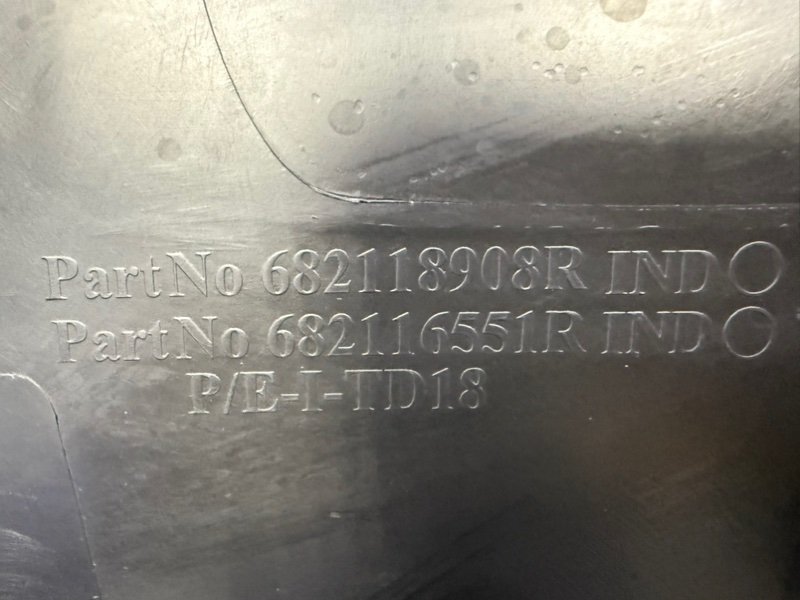 PartNo 682118908R IND
PartNo 682116551R IND
P/E-I-TD18